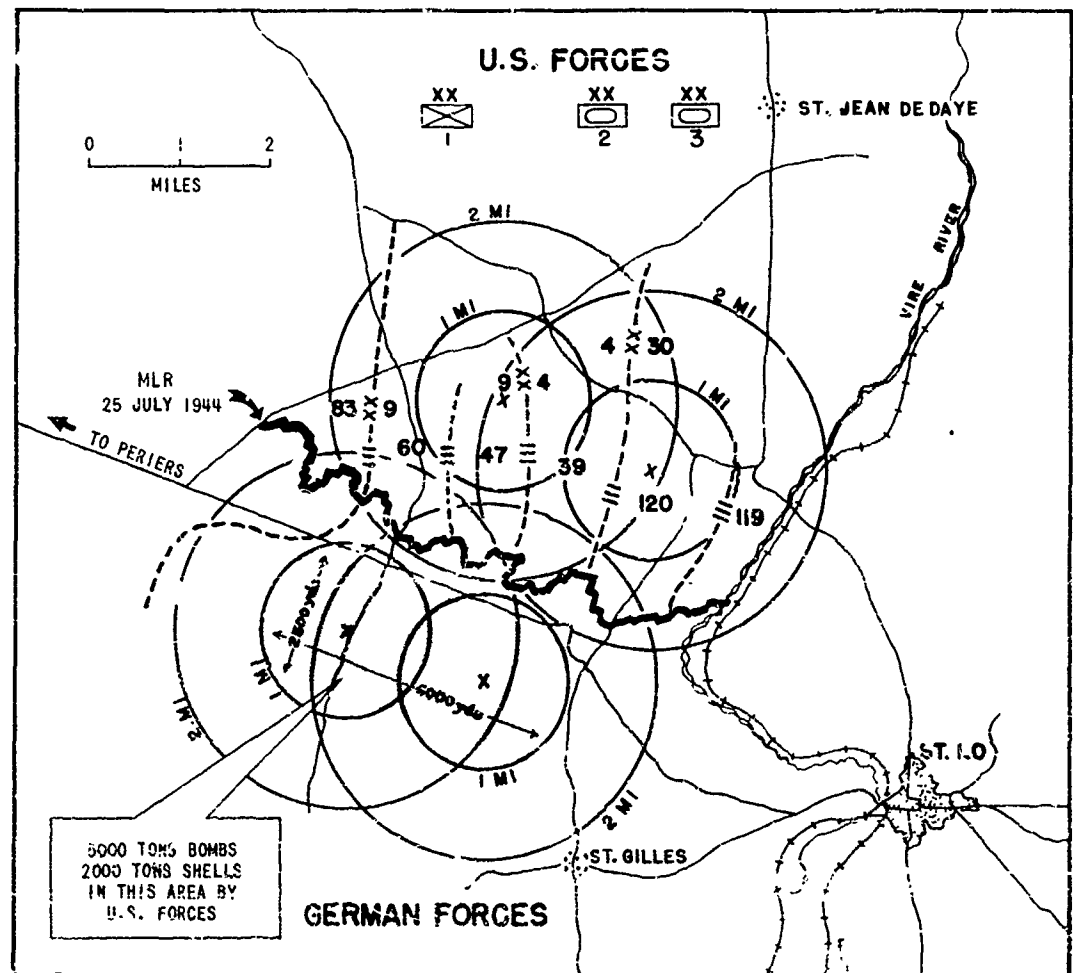 U.S. FORCES
XX XX XX
1 2 3
ST. JEAN DE DAYE
0 1 2
MILES
2 MI
VIRE RIVER
1 MI
2 MI
4 XX 30
MLR
25 JULY 1944
9 XX 4
1 MI
83 XX 9
TO PERIERS
60
47
39
X
120
119
2500 yds
X
1 MI
5000 yds
X
2 MI
1 MI
2 MI
ST. LO
TONS BOMBS
2000 TONS SHELLS
IN THIS AREA BY
U.S. FORCES
ST. GILLES
GERMAN FORCES